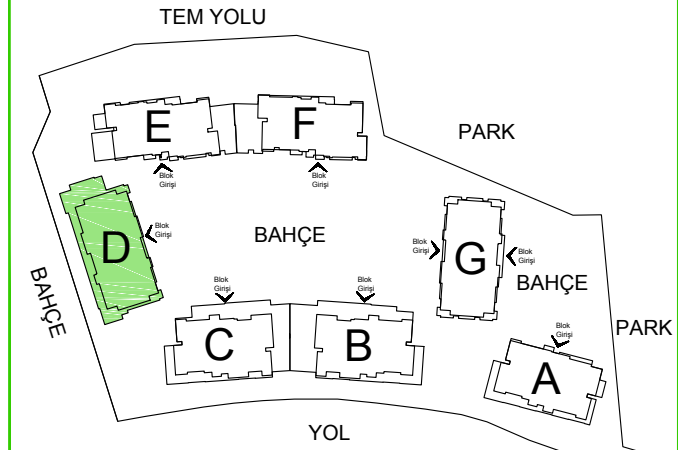 TEM YOLU
E
F
PARK
Blok
Girişi
Blok
Girişi
D
Blok
Girişi
BAHÇE
Blok
Girişi
G
Blok
Girişi
BAHÇE
BAHÇE
Blok
Girişi
Blok
Girişi
C
B
Blok
Girişi
PARK
A
YOL